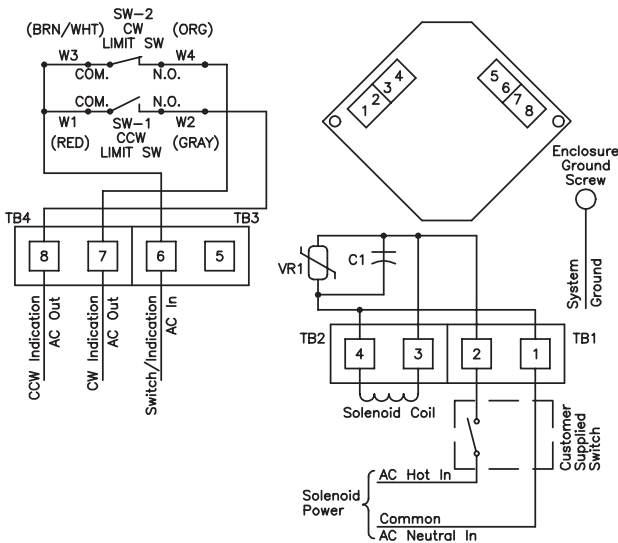 SW-2
(BRN/WHT) CW (ORG)
LIMIT SW
W3 W4
COM. N.O.
COM. N.O.
W1 W2
SW-1
(RED) CCW (GRAY)
LIMIT SW
TB4 TB3
8 7 6 5
CCW Indication
AC Out
CW Indication
AC Out
Switch/Indication
AC In
1 2 3 4
5 6 7 8
Enclosure
Ground
Screw
System
Ground
VR1
C1
TB2 TB1
4 3 2 1
Solenoid Coil
Customer
Supplied
Switch
AC Hot In
Solenoid
Power
Common
AC Neutral In